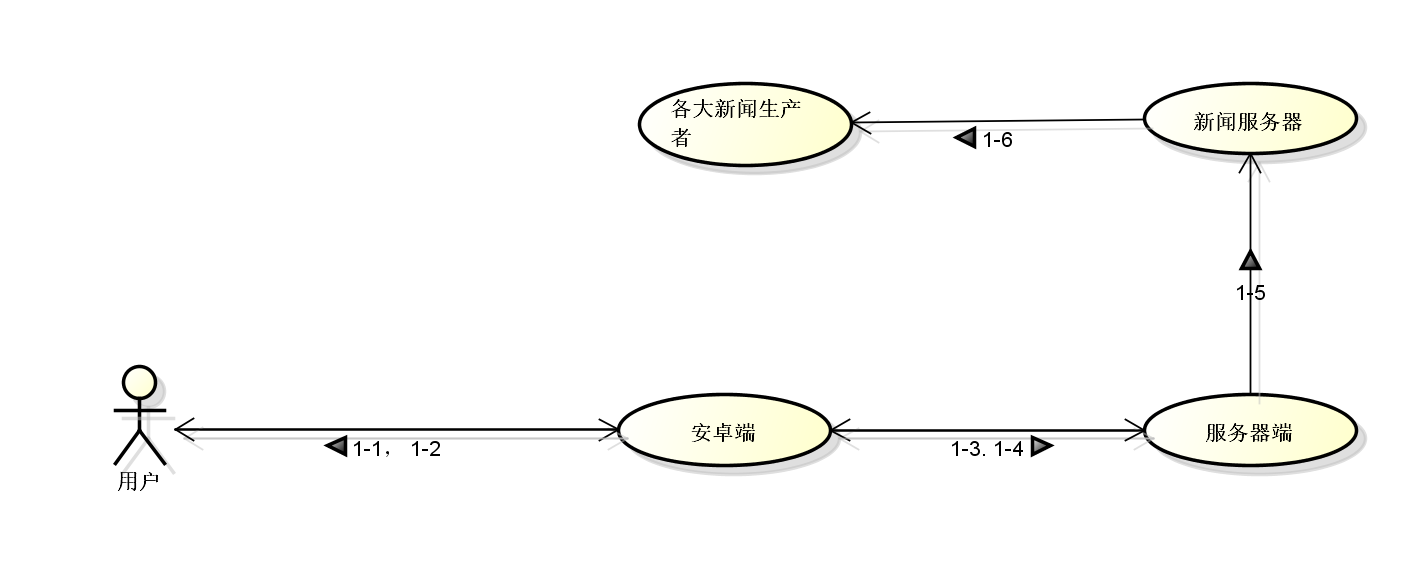 各大新闻生产
者
新闻服务器
1-6
1-5
安卓端
服务器端
1-1， 1-2
1-3. 1-4
用户